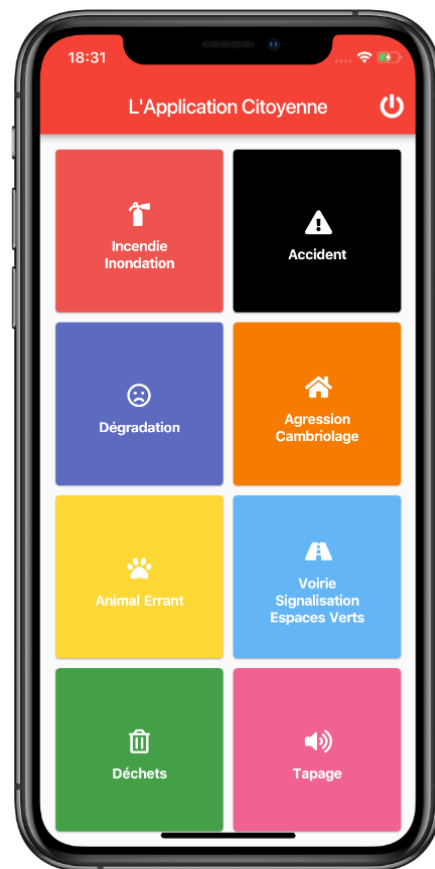 18:31
L'Application Citoyenne
Incendie
Inondation
Accident
Dégradation
Agression
Cambriolage
Animal Errant
Voirie
Signalisation
Espaces Verts
Déchets
Tapage